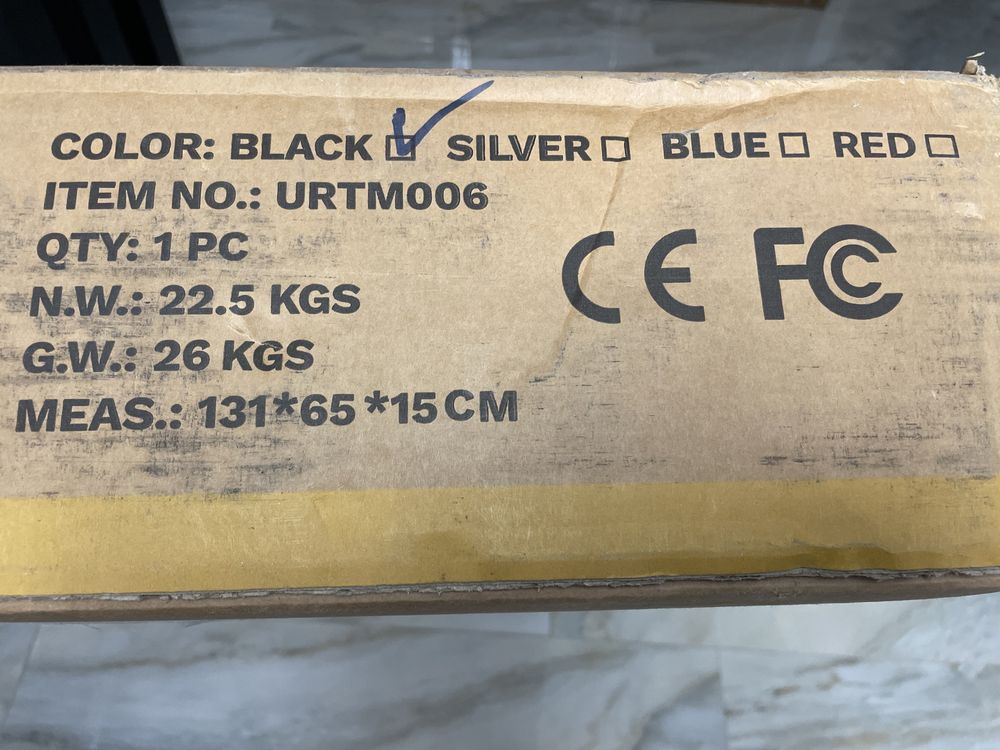 COLOR: BLACK ☑ SILVER ☐ BLUE ☐ RED ☐
ITEM NO.: URTM006
QTY: 1 PC
N.W.: 22.5 KGS
G.W.: 26 KGS
MEAS.: 131*65*15CM
CE FC